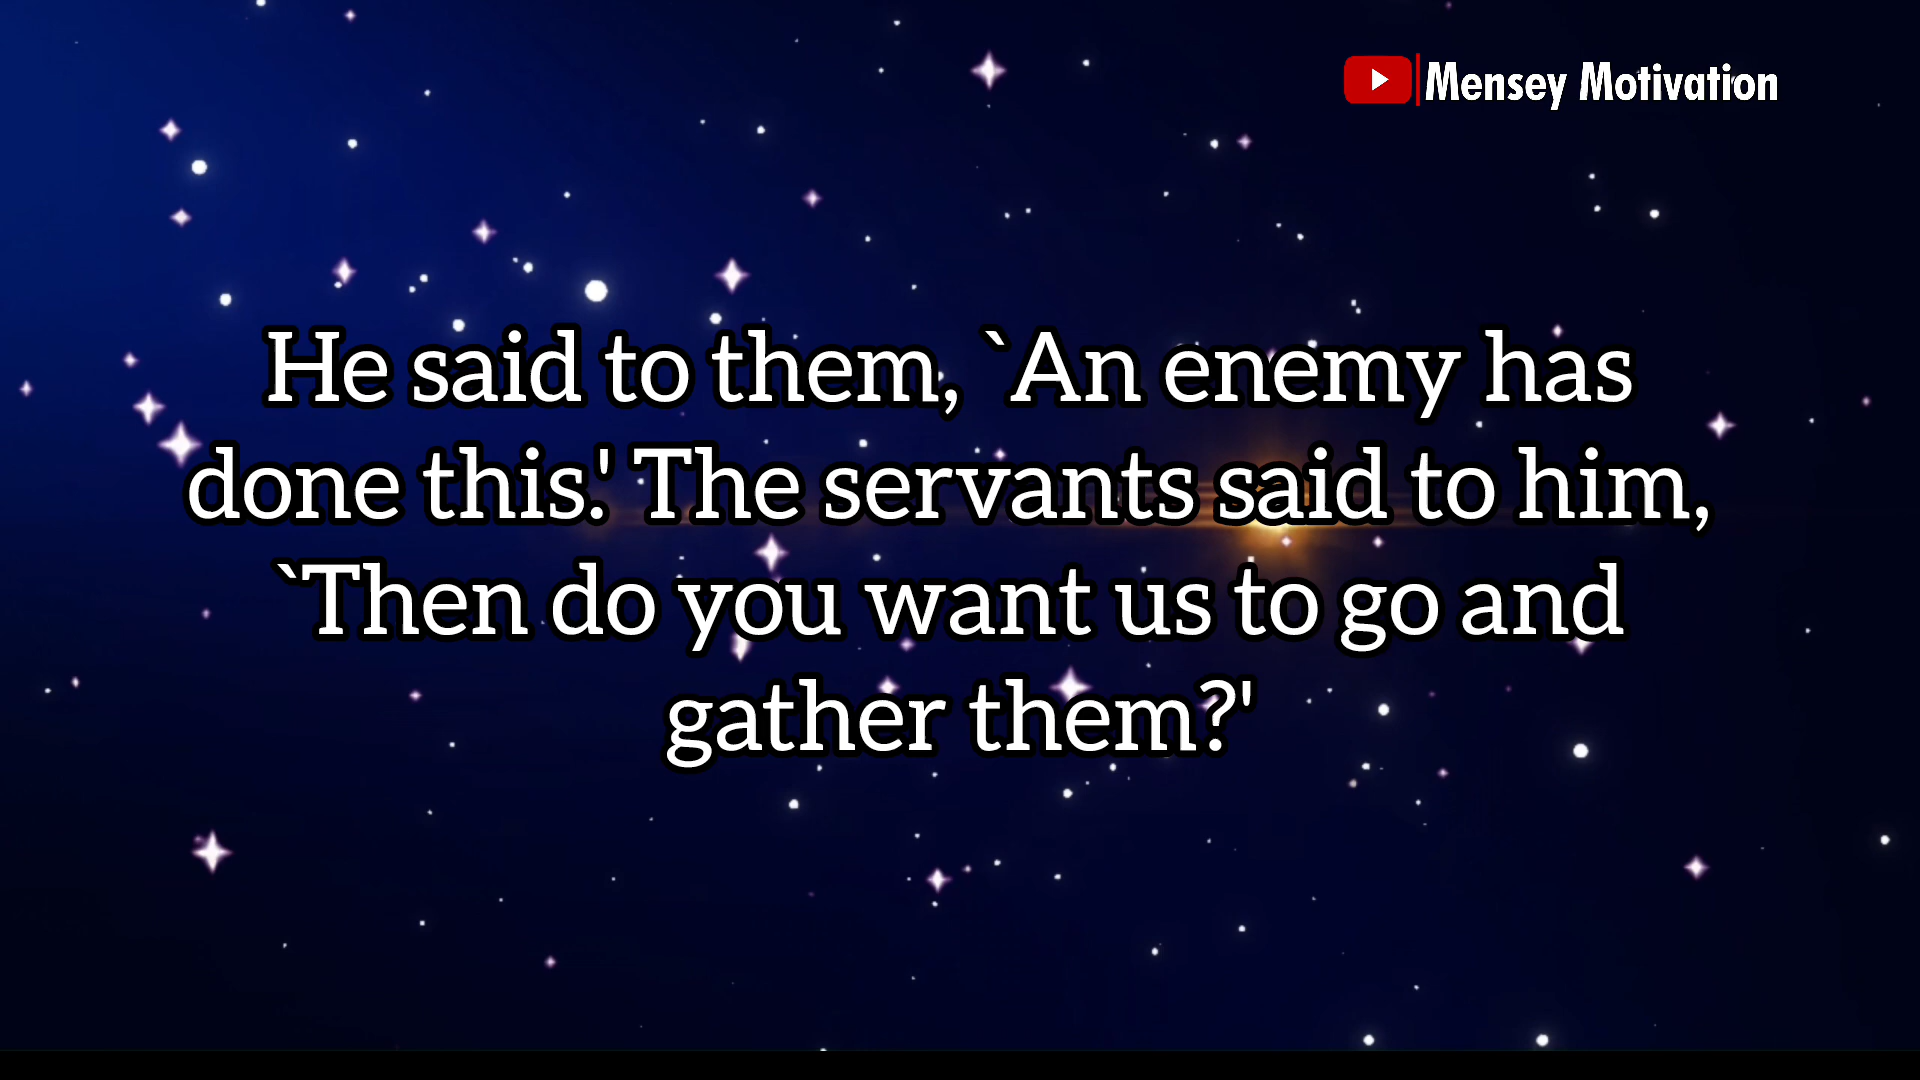 Mensey Motivation
He said to them, `An enemy has
done this.' The servants said to him,
`Then do you want us to go and
gather them?'